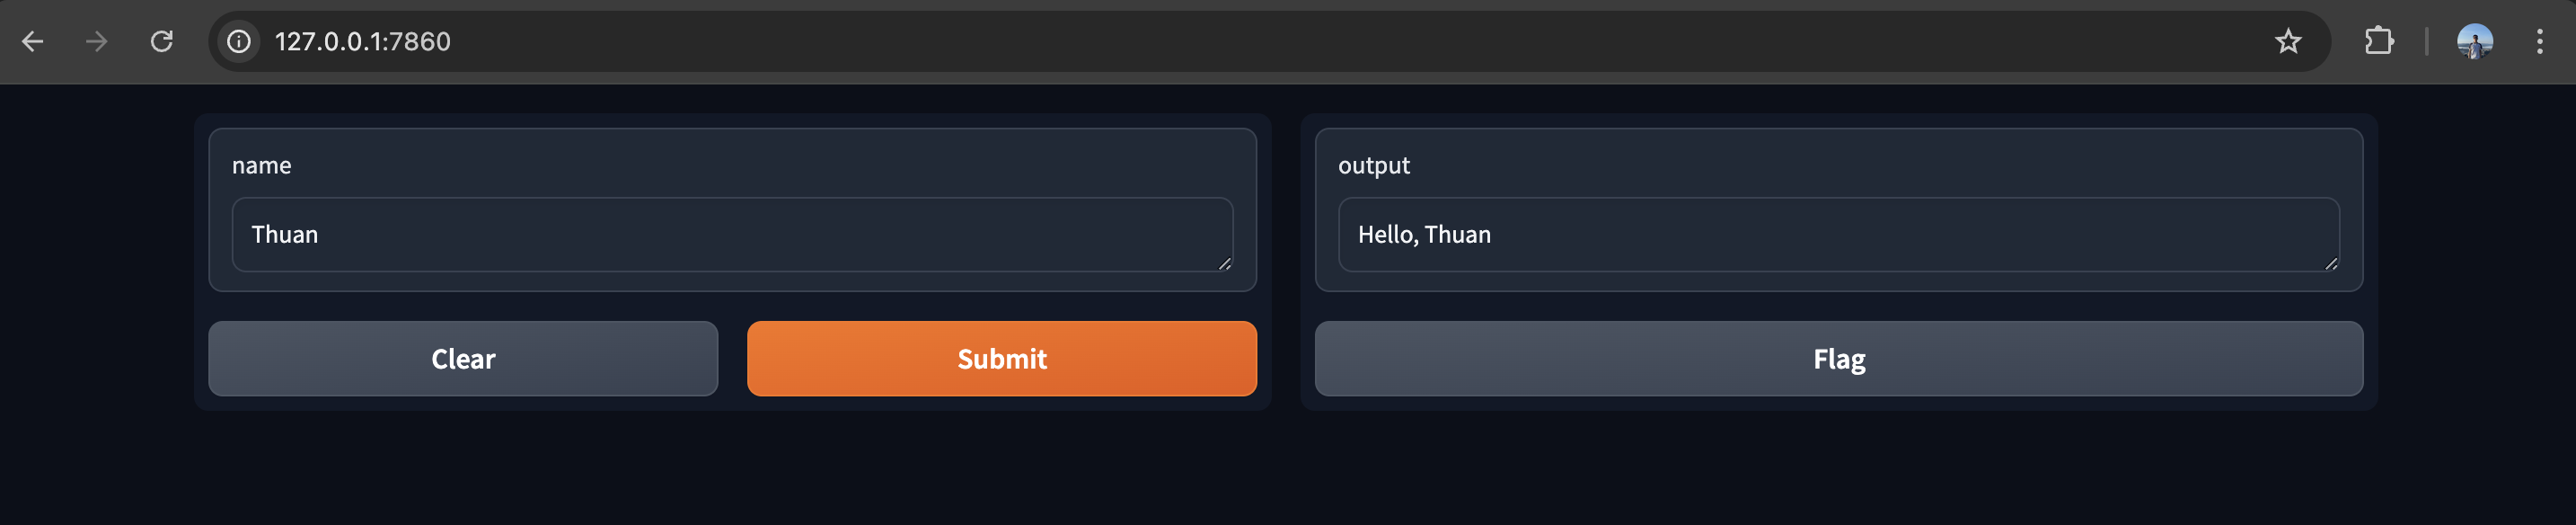 127.0.0.1:7860
name
Thuan
Clear
Submit
output
Hello, Thuan
Flag